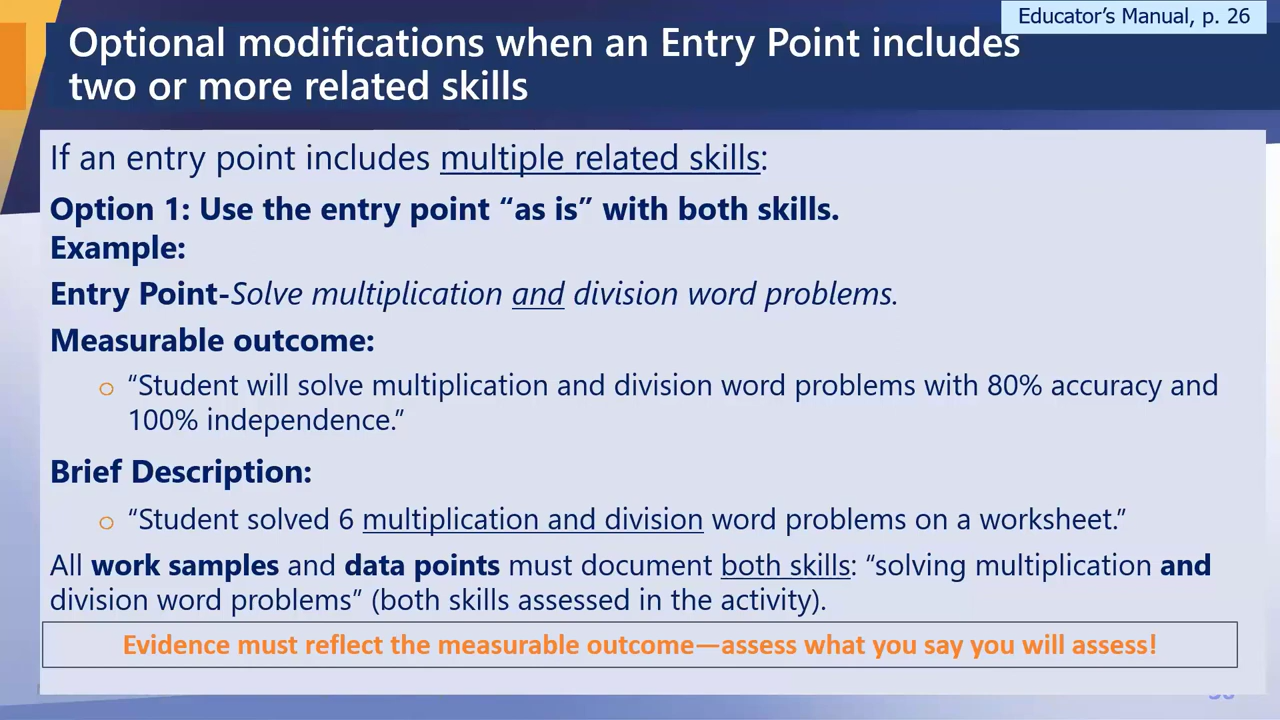 Educator's Manual, p. 26
Optional modifications when an Entry Point includes
two or more related skills
If an entry point includes multiple related skills:
Option 1: Use the entry point “as is” with both skills.
Example:
Entry Point-Solve multiplication and division word problems.
Measurable outcome:
o “Student will solve multiplication and division word problems with 80% accuracy and
100% independence.”
Brief Description:
o “Student solved 6 multiplication and division word problems on a worksheet.”
All work samples and data points must document both skills: “solving multiplication and
division word problems” (both skills assessed in the activity).
Evidence must reflect the measurable outcome—assess what you say you will assess!